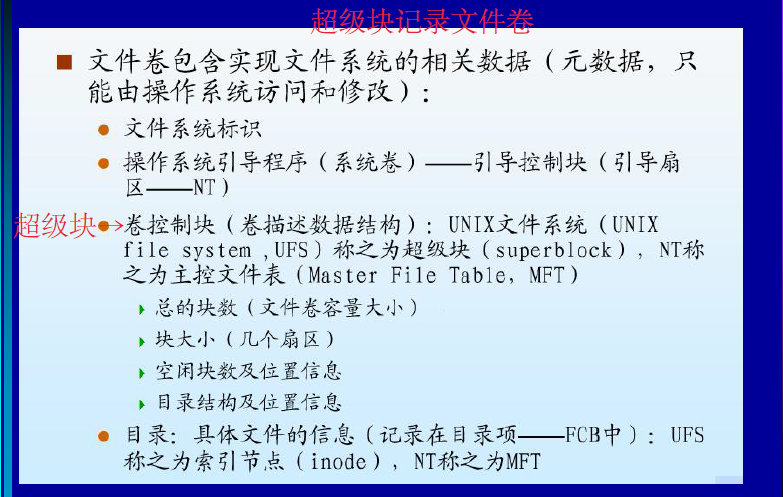 超级块记录文件卷
文件卷包含实现文件系统的相关数据（元数据，只
能由操作系统访问和修改）：
文件系统标识
操作系统引导程序（系统卷）——引导控制块（引导扇
区——NT）
超级块→卷控制块（卷描述数据结构）：UNIX文件系统（UNIX
file system ,UFS）称之为超级块（superblock），NT称
之为主控文件表（Master File Table，MFT）
总的块数（文件卷容量大小）
块大小（几个扇区）
空闲块数及位置信息
目录结构及位置信息
目录：具体文件的信息（记录在目录项——FCB中）：UFS
称之为索引节点（inode），NT称之为MFT